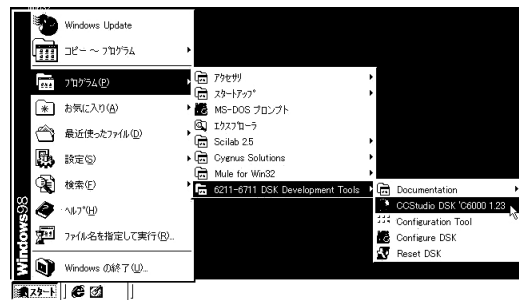 Windows Update
コピー ～ プログラム
プログラム(P)
お気に入り(A)
最近使ったファイル(D)
設定(S)
検索(F)
ヘルプ(H)
ファイル名を指定して実行(R)...
Windows の終了(U)...
Windows98
アクセサリ
スタートアップ
MS-DOS プロンプト
エクスプローラ
Scilab 2.5
Cygnus Solutions
Mule for Win32
6211-6711 DSK Development Tools
Documentation
CCStudio DSK 'C6000 1.23
Configuration Tool
Configure DSK
Reset DSK
スタート